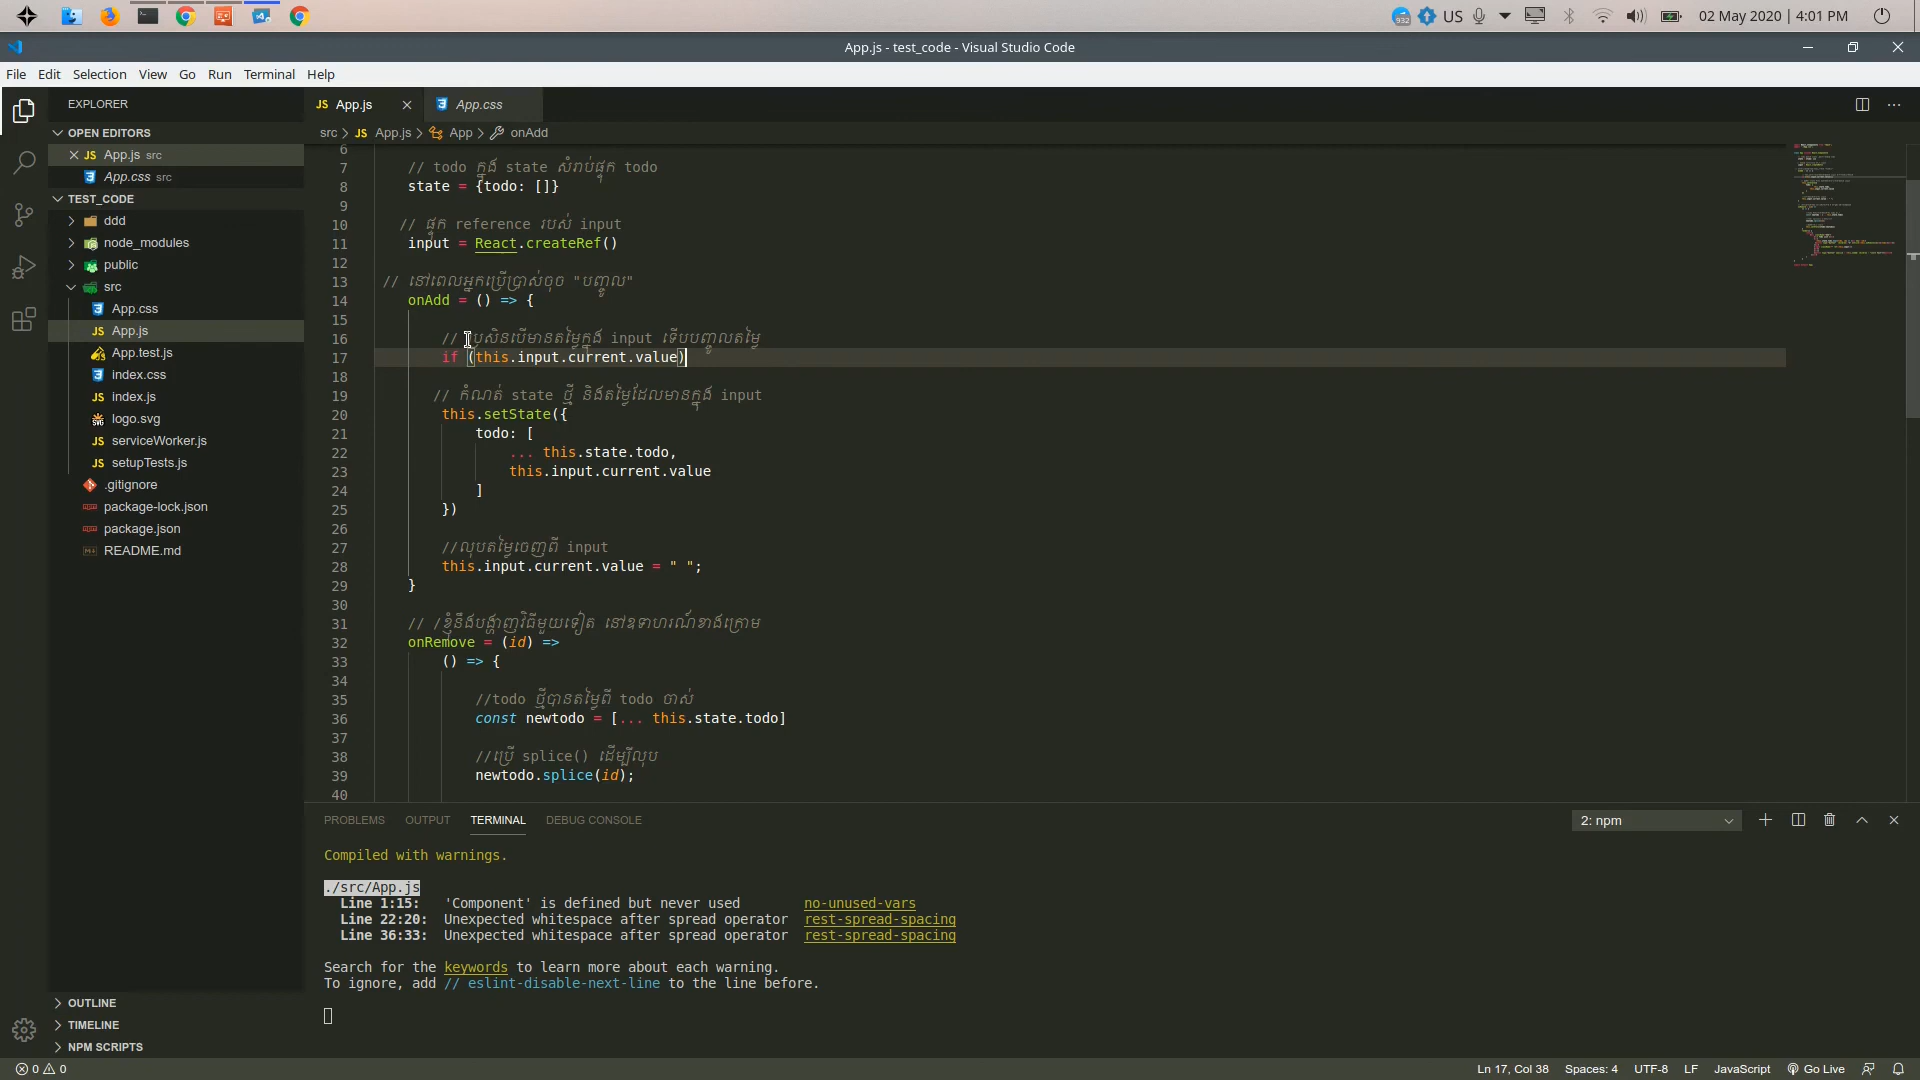 US
02 May 2020 | 4:01 PM
App.js - test_code - Visual Studio Code
File Edit Selection View Go Run Terminal Help
EXPLORER
OPEN EDITORS
App.js src
App.css src
TEST_CODE
ddd
node_modules
public
src
App.css
App.js
App.test.js
index.css
index.js
logo.svg
serviceWorker.js
setupTests.js
.gitignore
package-lock.json
package.json
README.md
OUTLINE
TIMELINE
NPM SCRIPTS
JS App.js App.css
src > JS App.js > App > onAdd
6
7 // todo ក្នុង state សំរាប់ផ្ទុក todo
8 state = {todo: []}
9
10 // ផ្ទុក reference របស់ input
11 input = React.createRef()
12
13 // នៅពេលអ្នកប្រើប្រាស់ចុច "បញ្ចូល"
14 onAdd = () => {
15
16 // ប្រសិនបើមានតម្លៃក្នុង input ទើបបញ្ចូលតម្លៃ
17 if (this.input.current.value)
18
19 // កំណត់ state ថ្មី និងតម្លៃដែលមានក្នុង input
20 this.setState({
21 todo: [
22 ... this.state.todo,
23 this.input.current.value
24 ]
25 })
26
27 //លុបតម្លៃចេញពី input
28 this.input.current.value = " ";
29 }
30
31 // /ខ្ញុំនឹងបង្ហាញវិធីមួយទៀត នៅឧទាហរណ៍ខាងក្រោម
32 onRemove = (id) =>
33 () => {
34
35 //todo ថ្មីបានតម្លៃពី todo ចាស់
36 const newtodo = [... this.state.todo]
37
38 //ប្រើ splice() ដើម្បីលុប
39 newtodo.splice(id);
40
PROBLEMS OUTPUT TERMINAL DEBUG CONSOLE
2: npm
Compiled with warnings.
./src/App.js
Line 1:15: 'Component' is defined but never used no-unused-vars
Line 22:20: Unexpected whitespace after spread operator rest-spread-spacing
Line 36:33: Unexpected whitespace after spread operator rest-spread-spacing
Search for the keywords to learn more about each warning.
To ignore, add // eslint-disable-next-line to the line before.
0 0
Ln 17, Col 38 Spaces: 4 UTF-8 LF JavaScript Go Live